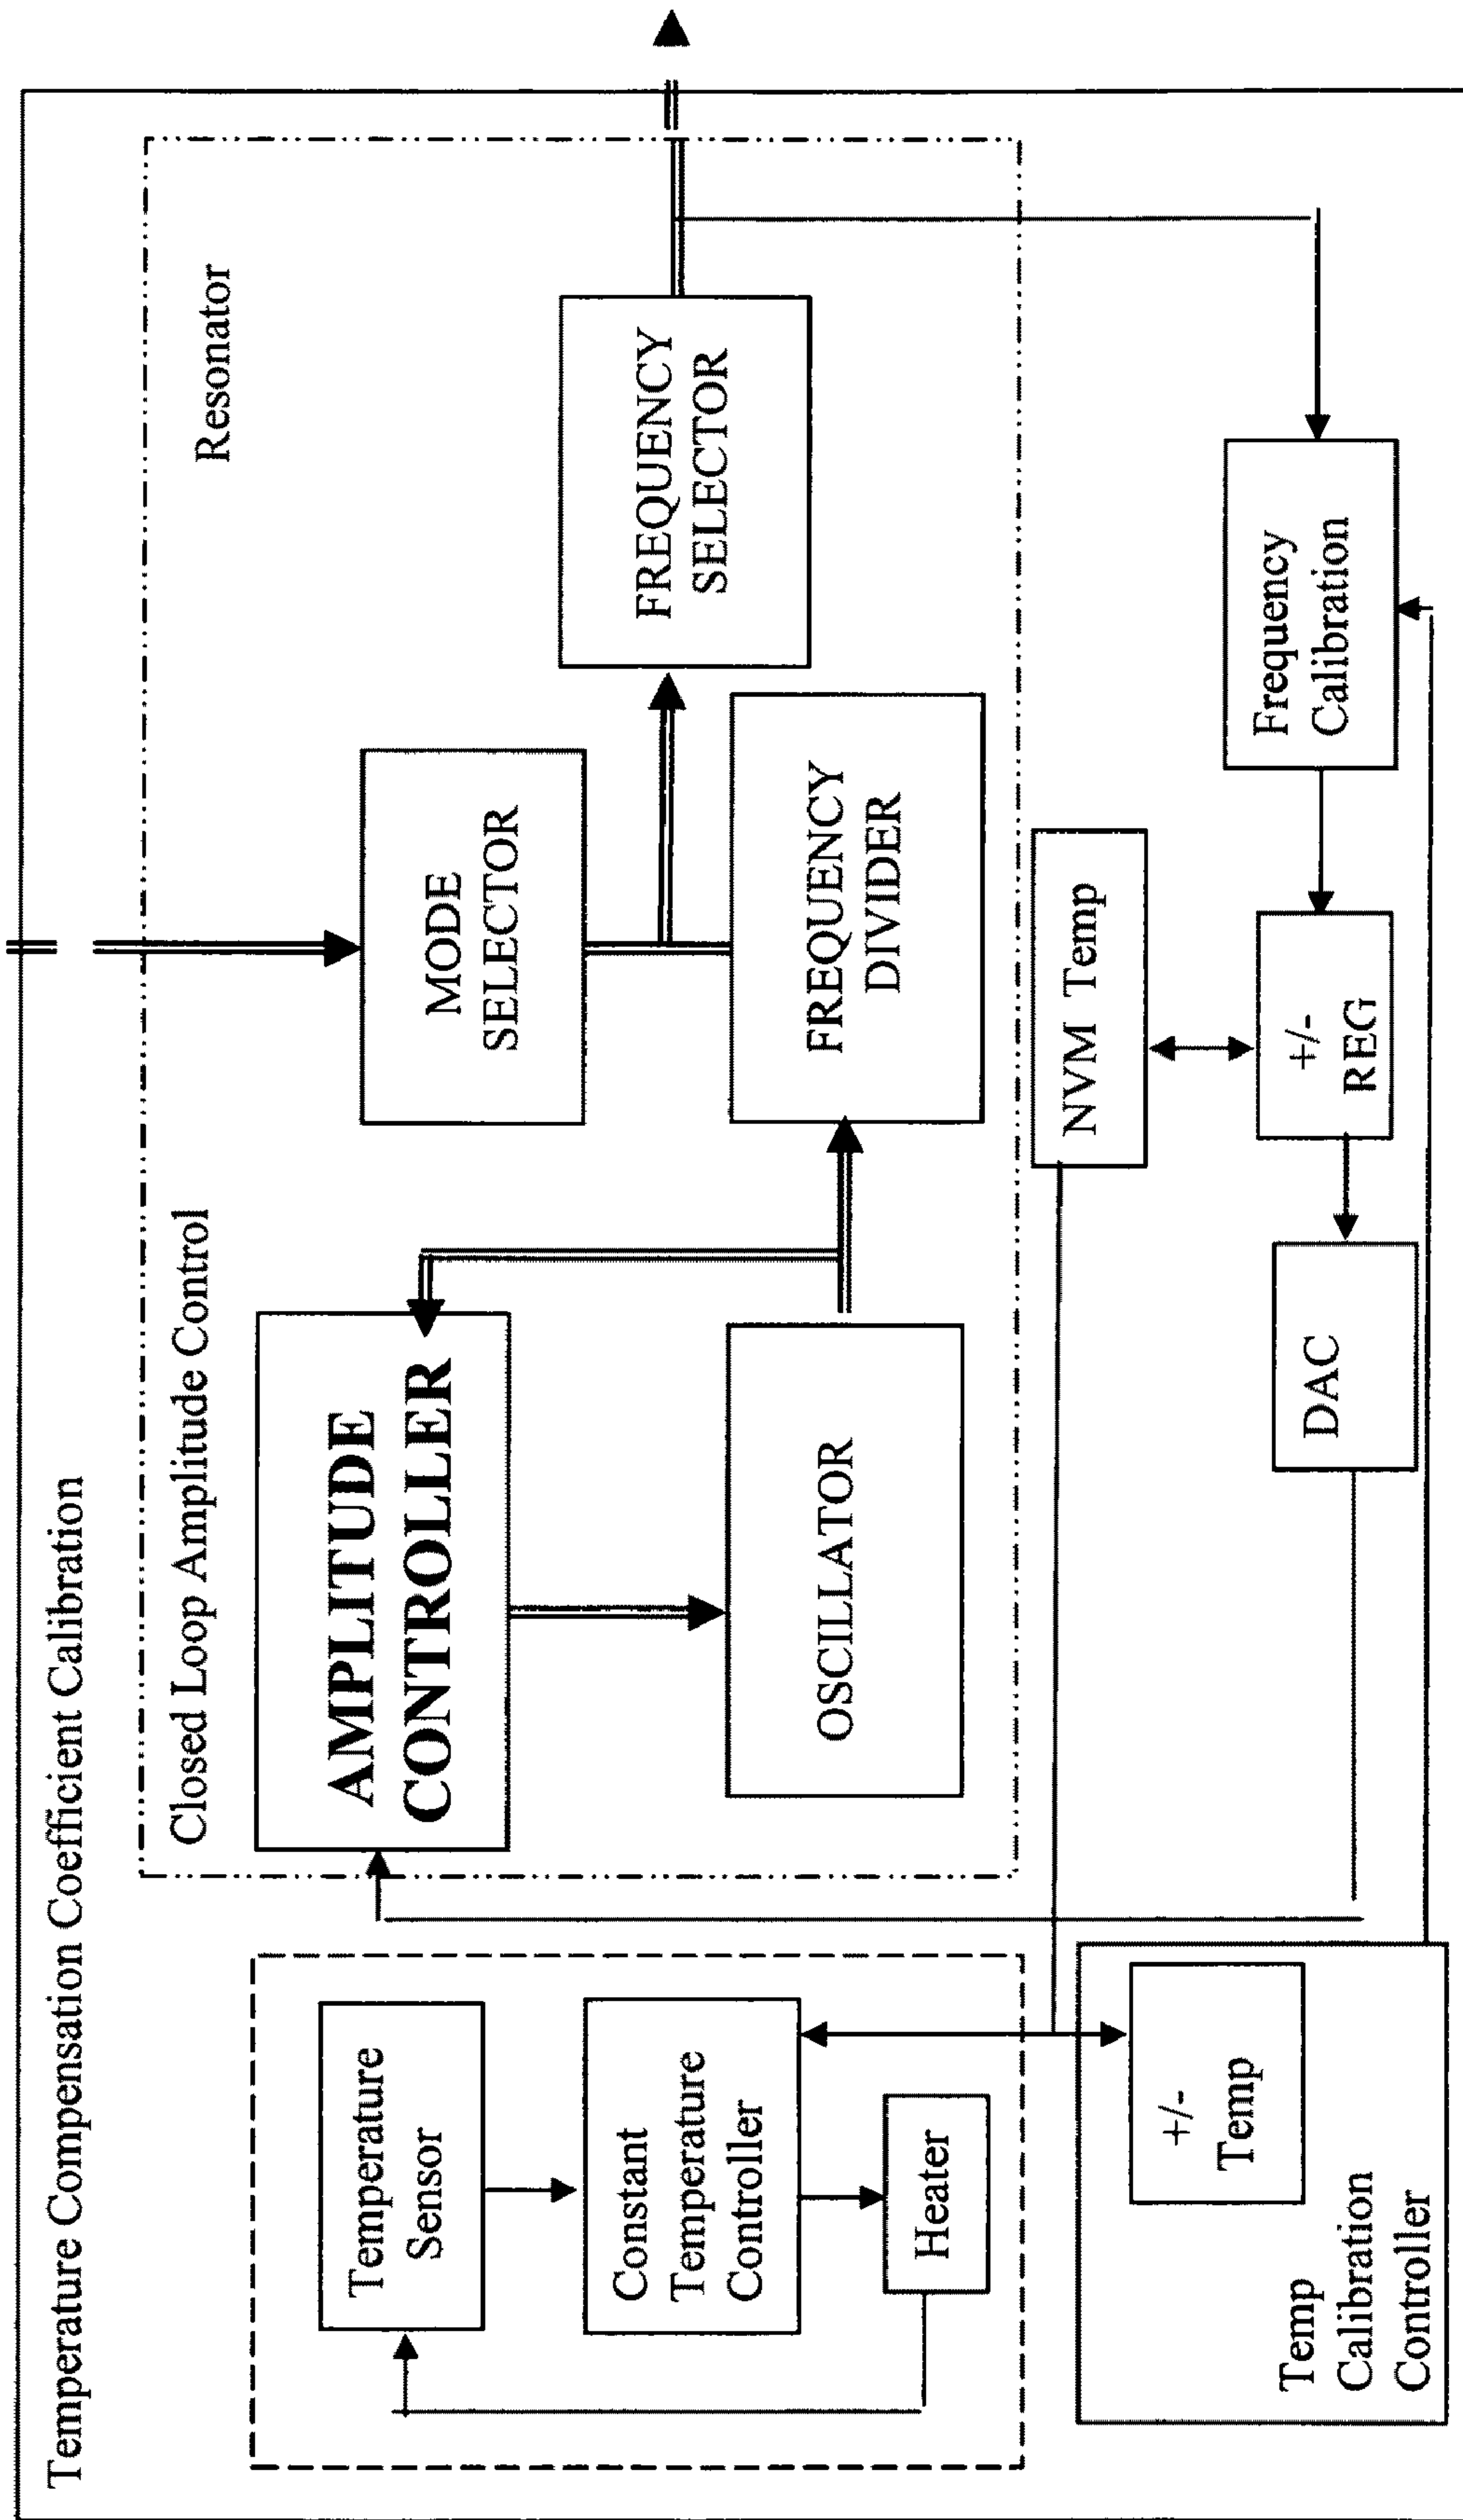 Temperature Compensation Coefficient Calibration
Closed Loop Amplitude Control
Resonator
AMPLITUDE
CONTROLLER
MODE
SELECTOR
FREQUENCY
SELECTOR
OSCILLATOR
FREQUENCY
DIVIDER
Temperature
Sensor
Constant
Temperature
Controller
Heater
+/-
Temp
Temp
Calibration
Controller
NVM Temp
DAC
+/-
REG
Frequency
Calibration